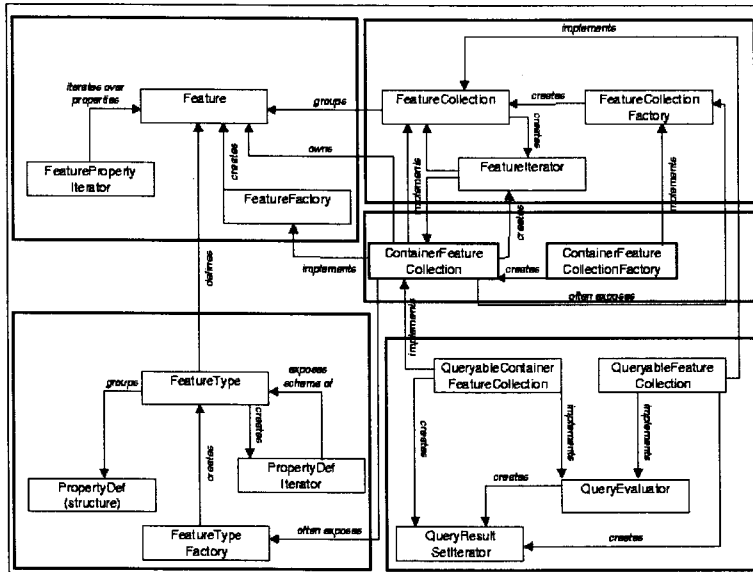 implements
iterates over
properties
Feature
groups
FeatureCollection
creates
FeatureCollection
Factory
owns
creates
creates
FeatureProperty
Iterator
FeatureFactory
FeatureIterator
implements
implements
creates
implements
ContainerFeature
Collection
creates
ContainerFeature
CollectionFactory
often exposes
defines
implements
groups
FeatureType
exposes
schema of
creates
creates
PropertyDef
Iterator
PropertyDef
(structure)
FeatureType
Factory
often exposes
QueryableContainer
FeatureCollection
QueryableFeature
Collection
creates
implements
implements
creates
QueryEvaluator
QueryResult
SetIterator
creates